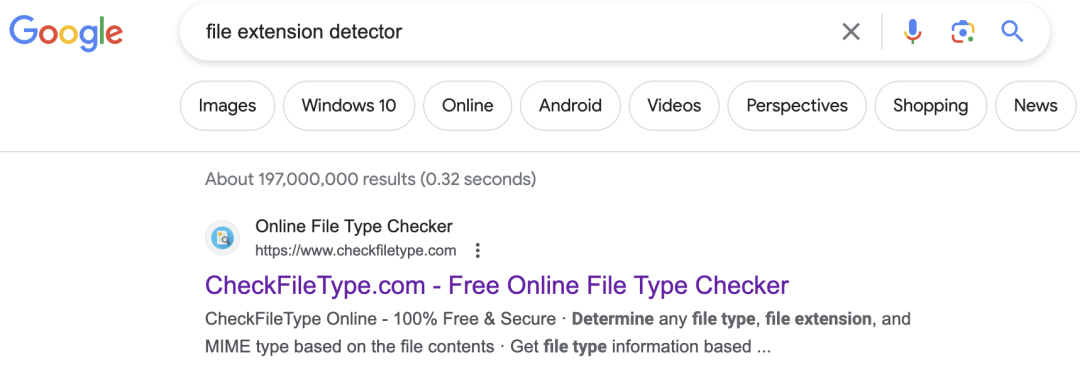 Google file extension detector
Images Windows 10 Online Android Videos Perspectives Shopping News
About 197,000,000 results (0.32 seconds)
Online File Type Checker
https://www.checkfiletype.com
CheckFileType.com - Free Online File Type Checker
CheckFileType Online - 100% Free & Secure · Determine any file type, file extension, and
MIME type based on the file contents · Get file type information based ...